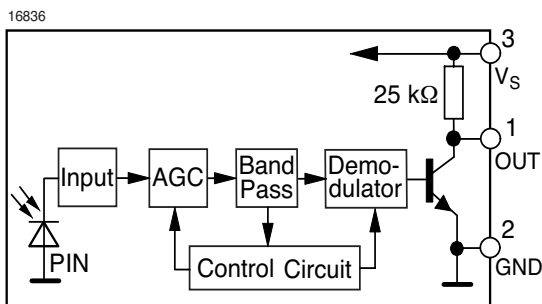 16836
3
VS
25 kΩ
1
OUT
Input
AGC
Band
Pass
Demo-
dulator
2
GND
PIN
Control Circuit